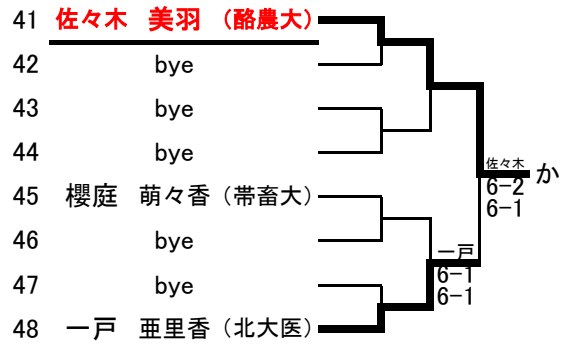 41 佐々木 美羽 （酪農大）
42 bye
43 bye
44 bye
佐々木
6-2
6-1
か
45 櫻庭 萌々香（帯畜大）
46 bye
一戸
6-1
6-1
47 bye
48 一戸 亜里香（北大医）